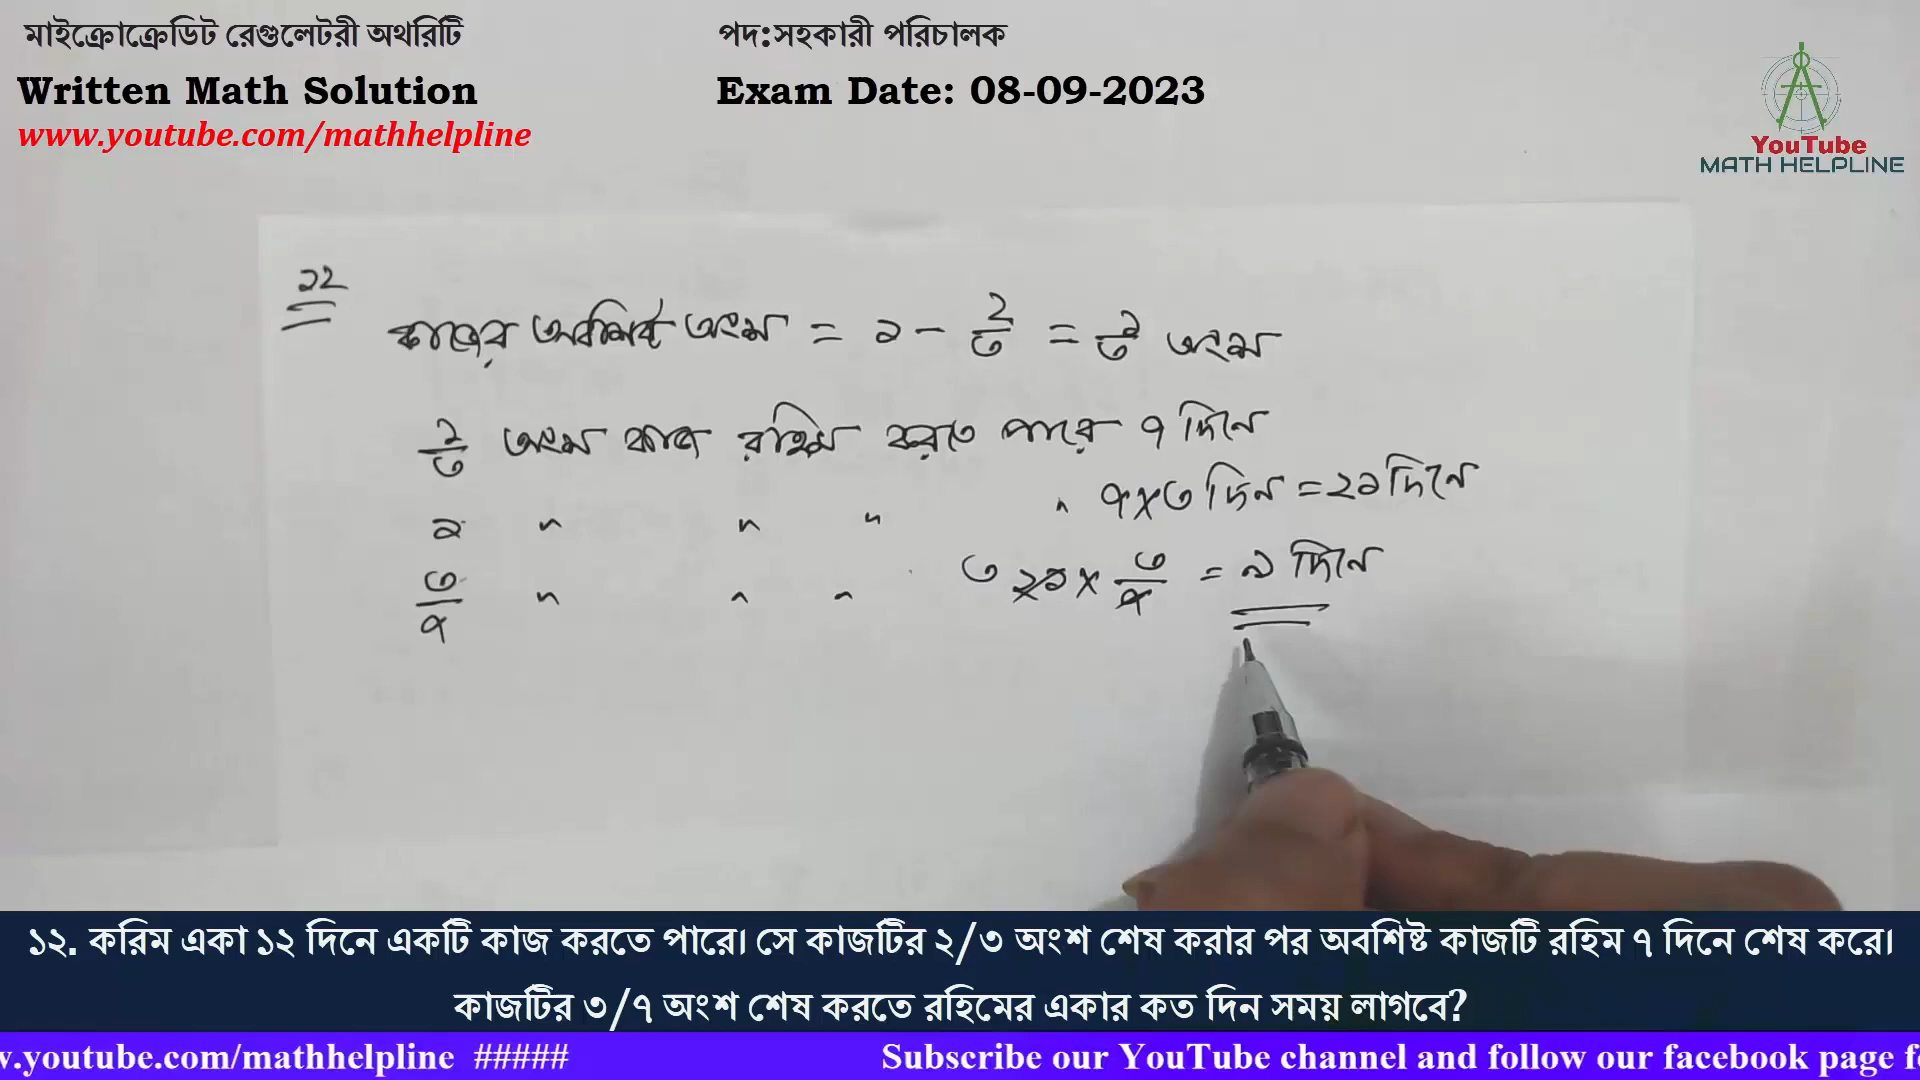 মাইক্রোক্রেডিট রেগুলেটরী অথরিটি
পদ:সহকারী পরিচালক
Written Math Solution
Exam Date: 08-09-2023
www.youtube.com/mathhelpline
YouTube
MATH HELPLINE
১২
কাজের অবশিষ্ট অংশ = ১ - ২/৩ = ১/৩ অংশ
১/৩ অংশ কাজ রহিম করতে পারে ৭ দিনে
১ " " " " ৭×৩ দিন = ২১ দিনে
৩/৭ " " " ৩ ২১ × ৩/৭ = ৯ দিনে
১২. করিম একা ১২ দিনে একটি কাজ করতে পারে। সে কাজটির ২/৩ অংশ শেষ করার পর অবশিষ্ট কাজটি রহিম ৭ দিনে শেষ করে।
কাজটির ৩/৭ অংশ শেষ করতে রহিমের একার কত দিন সময় লাগবে?
w.youtube.com/mathhelpline ##### Subscribe our YouTube channel and follow our facebook page fo